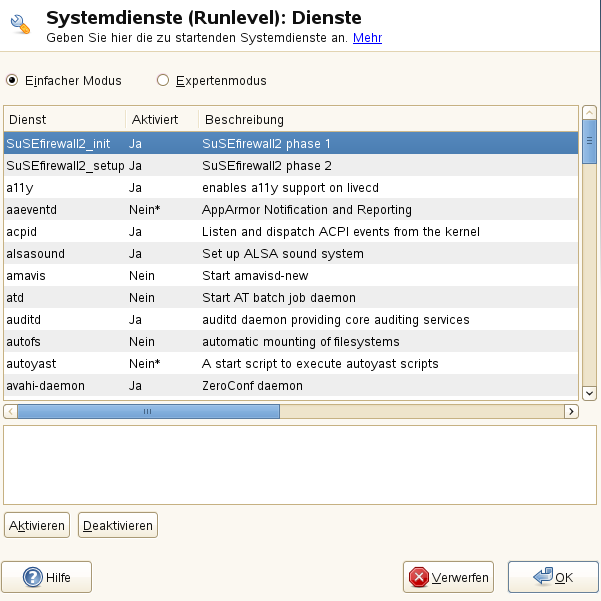 Systemdienste (Runlevel): Dienste
Geben Sie hier die zu startenden Systemdienste an. Mehr
Einfacher Modus Expertenmodus
Dienst Aktiviert Beschreibung
SuSEfirewall2_init Ja SuSEfirewall2 phase 1
SuSEfirewall2_setup Ja SuSEfirewall2 phase 2
a11y Ja enables a11y support on livecd
aaeventd Nein* AppArmor Notification and Reporting
acpid Ja Listen and dispatch ACPI events from the kernel
alsasound Ja Set up ALSA sound system
amavis Nein Start amavisd-new
atd Nein Start AT batch job daemon
auditd Ja auditd daemon providing core auditing services
autofs Nein automatic mounting of filesystems
autoyast Nein* A start script to execute autoyast scripts
avahi-daemon Ja ZeroConf daemon
Aktivieren Deaktivieren
Hilfe Verwerfen OK